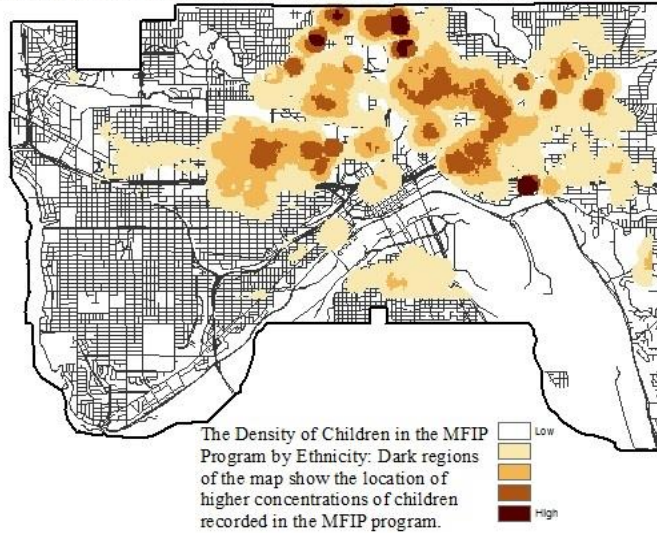 The Density of Children in the MFIP
Program by Ethnicity: Dark regions
of the map show the location of
higher concentrations of children
recorded in the MFIP program.
Low
High